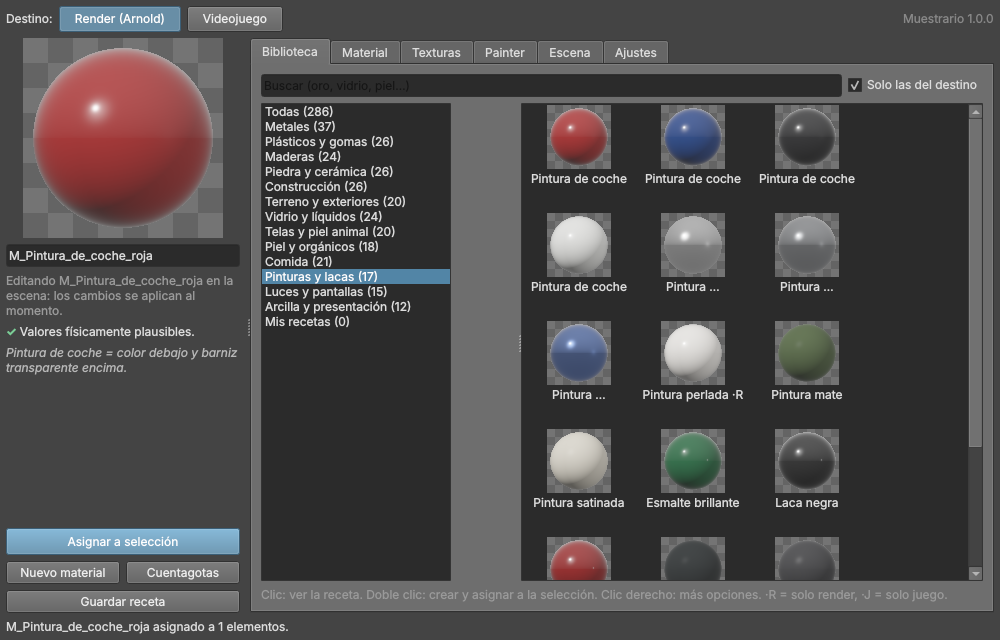 Destino:
Render (Arnold)
Videojuego
Muestrario 1.0.0
Biblioteca
Material
Texturas
Painter
Escena
Ajustes
Buscar (oro, vidrio, piel...)
Solo las del destino
Todas (286)
Metales (37)
Plásticos y gomas (26)
Maderas (24)
Piedra y cerámica (26)
Construcción (26)
Terreno y exteriores (20)
Vidrio y líquidos (24)
Telas y piel animal (20)
Piel y orgánicos (18)
Comida (21)
Pinturas y lacas (17)
Luces y pantallas (15)
Arcilla y presentación (12)
Mis recetas (0)
Pintura de coche
Pintura de coche
Pintura de coche
Pintura de coche
Pintura ...
Pintura ...
Pintura ...
Pintura perlada ·R
Pintura mate
Pintura satinada
Esmalte brillante
Laca negra
M_Pintura_de_coche_roja
Editando M_Pintura_de_coche_roja en la
escena: los cambios se aplican al
momento.
✓ Valores físicamente plausibles.
Pintura de coche = color debajo y barniz
transparente encima.
Asignar a selección
Nuevo material
Cuentagotas
Guardar receta
Clic: ver la receta. Doble clic: crear y asignar a la selección. Clic derecho: más opciones. ·R = solo render, ·J = solo juego.
M_Pintura_de_coche_roja asignado a 1 elementos.